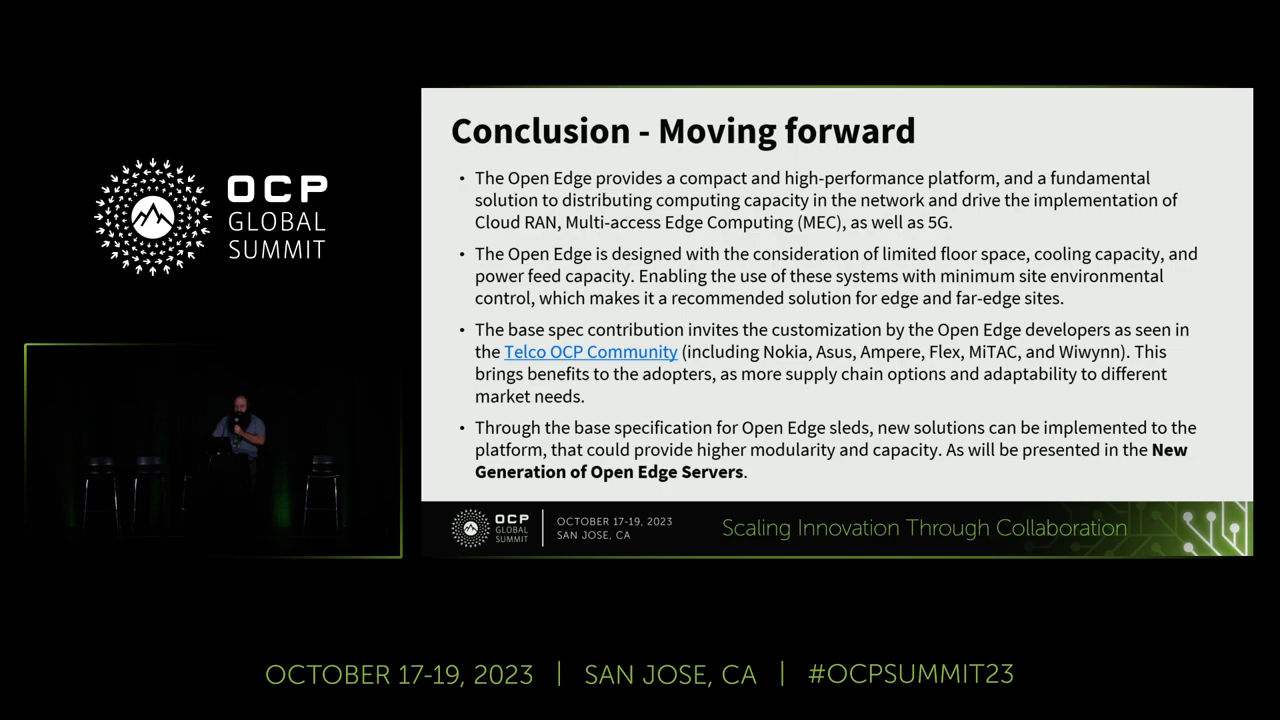 OCP
GLOBAL
SUMMIT
Conclusion - Moving forward
• The Open Edge provides a compact and high-performance platform, and a fundamental
solution to distributing computing capacity in the network and drive the implementation of
Cloud RAN, Multi-access Edge Computing (MEC), as well as 5G.
• The Open Edge is designed with the consideration of limited floor space, cooling capacity, and
power feed capacity. Enabling the use of these systems with minimum site environmental
control, which makes it a recommended solution for edge and far-edge sites.
• The base spec contribution invites the customization by the Open Edge developers as seen in
the Telco OCP Community (including Nokia, Asus, Ampere, Flex, MiTAC, and Wiwynn). This
brings benefits to the adopters, as more supply chain options and adaptability to different
market needs.
• Through the base specification for Open Edge sleds, new solutions can be implemented to the
platform, that could provide higher modularity and capacity. As will be presented in the New
Generation of Open Edge Servers.
OCP
GLOBAL
SUMMIT
OCTOBER 17-19, 2023
SAN JOSE, CA
Scaling Innovation Through Collaboration
OCTOBER 17-19, 2023 | SAN JOSE, CA | #OCPSUMMIT23